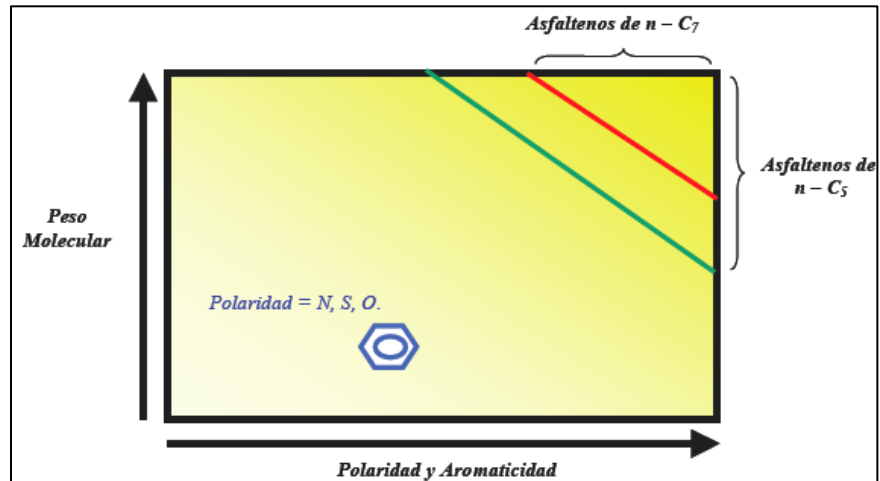 Asfaltenos de n – C₇
Asfaltenos de
n – C₅
Peso
Molecular
Polaridad = N, S, O.
Polaridad y Aromaticidad